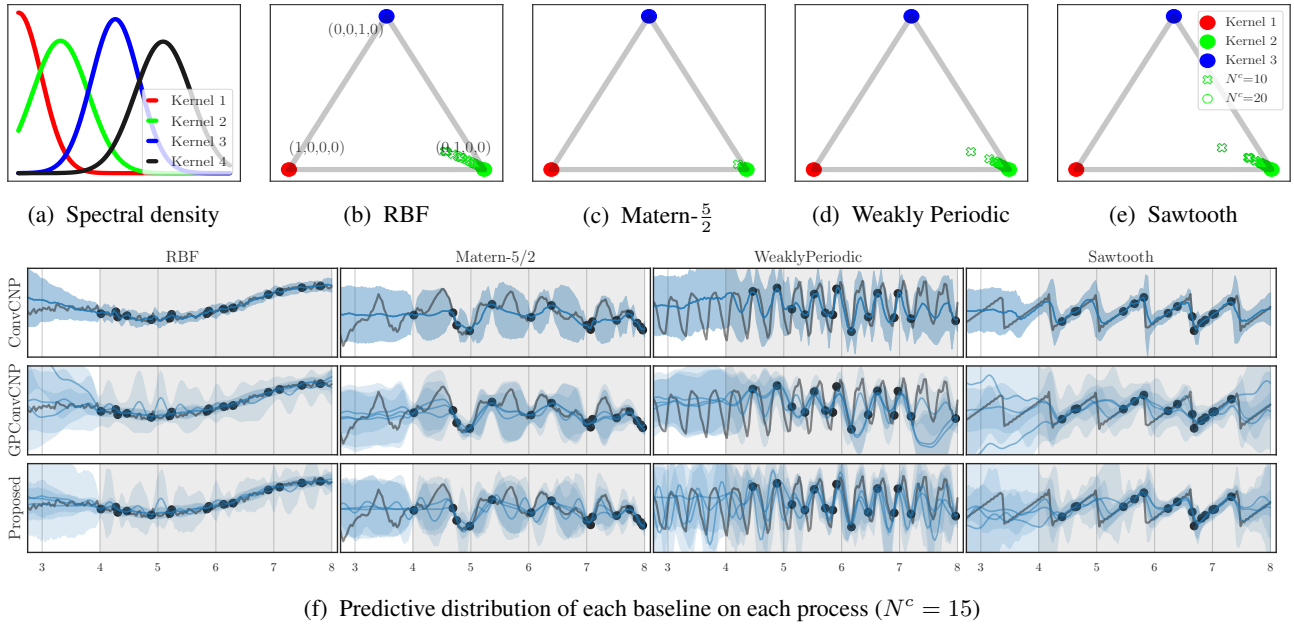 Kernel 1
Kernel 2
Kernel 3
Kernel 4
(0,0,1,0)
(1,0,0,0)
(0,1,0,0)
Kernel 1
Kernel 2
Kernel 3
N^c=10
N^c=20
(a) Spectral density
(b) RBF
(c) Matern-5/2
(d) Weakly Periodic
(e) Sawtooth
RBF
Matern-5/2
WeaklyPeriodic
Sawtooth
ConvCNP
GPConvCNP
Proposed
3 4 5 6 7 8
3 4 5 6 7 8
3 4 5 6 7 8
3 4 5 6 7 8
(f) Predictive distribution of each baseline on each process (N^c = 15)